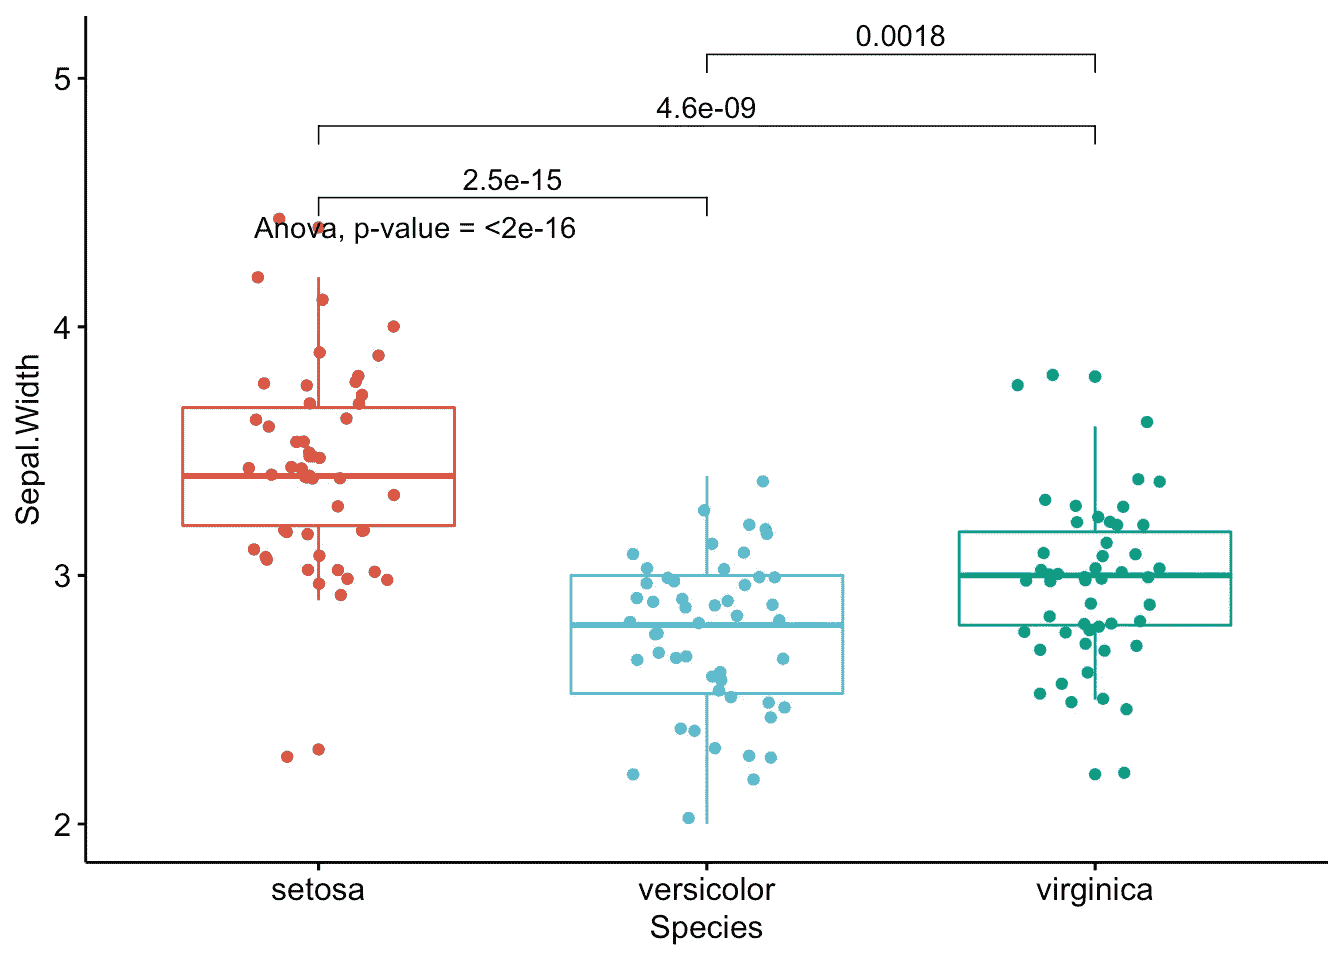 0.0018
5
4.6e-09
2.5e-15
Anova, p-value = <2e-16
4
Sepal.Width
3
2
setosa versicolor virginica
Species